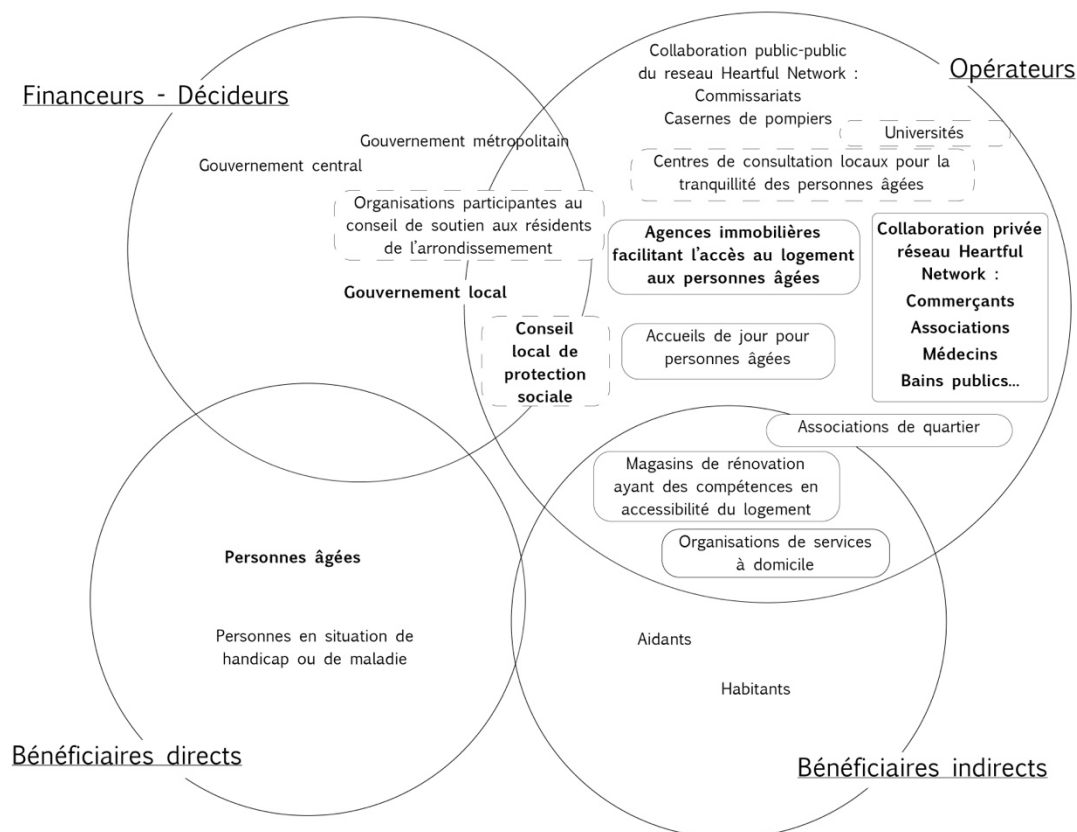 Financeurs - Décideurs
Gouvernement métropolitain
Gouvernement central
Organisations participantes au
conseil de soutien aux résidents
de l'arrondissemement
Gouvernement local
Conseil
local de
protection
sociale
Opérateurs
Collaboration public-public
du reseau Heartful Network :
Commissariats
Casernes de pompiers
Universités
Centres de consultation locaux pour la
tranquillité des personnes âgées
Agences immobilières
facilitant l'accès au logement
aux personnes âgées
Collaboration privée
réseau Heartful
Network :
Commerçants
Associations
Médecins
Bains publics...
Accueils de jour pour
personnes âgées
Associations de quartier
Magasins de rénovation
ayant des compétences en
accessibilité du logement
Organisations de services
à domicile
Personnes âgées
Personnes en situation de
handicap ou de maladie
Bénéficiaires directs
Aidants
Habitants
Bénéficiaires indirects